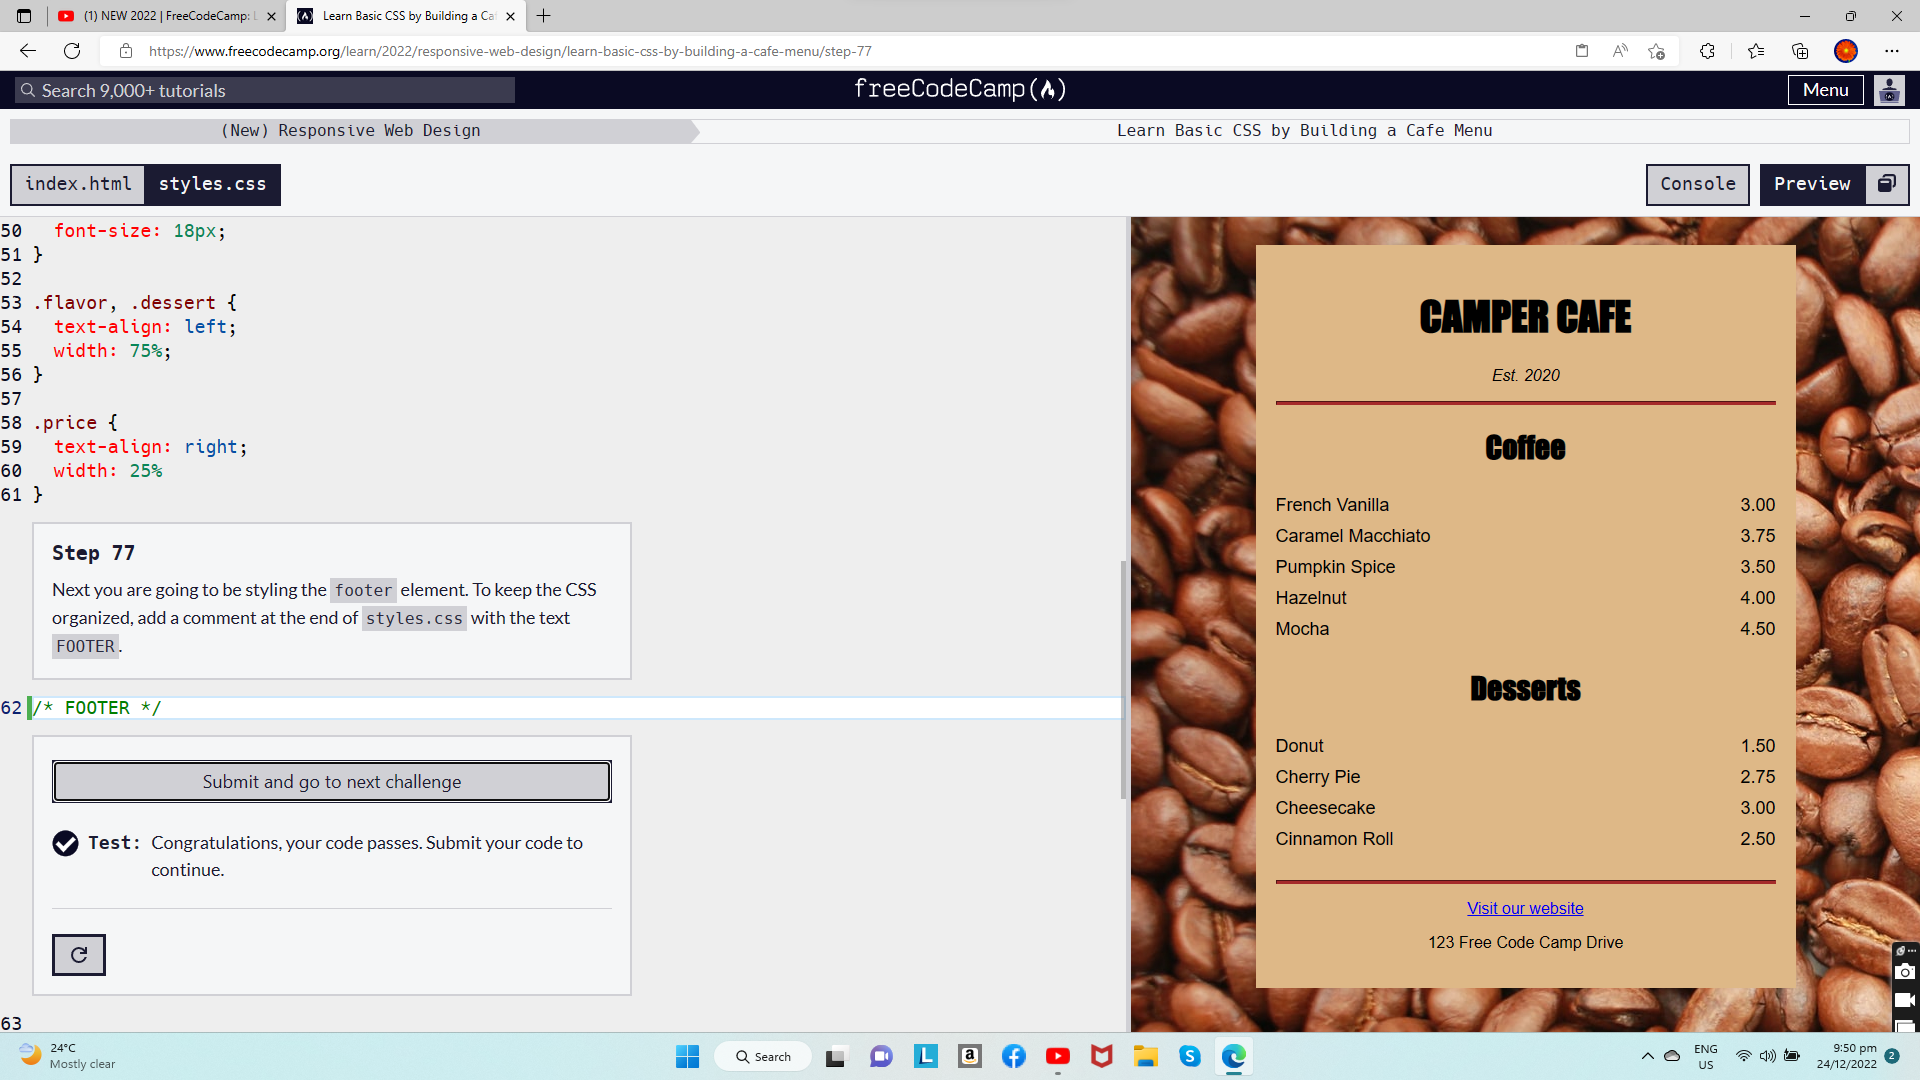 (1) NEW 2022 | FreeCodeCamp:
Learn Basic CSS by Building a Caf
https://www.freecodecamp.org/learn/2022/responsive-web-design/learn-basic-css-by-building-a-cafe-menu/step-77
Search 9,000+ tutorials
freeCodeCamp
Menu
(New) Responsive Web Design
Learn Basic CSS by Building a Cafe Menu
index.html
styles.css
Console
Preview
50 font-size: 18px;
51 }
52
53 .flavor, .dessert {
54 text-align: left;
55 width: 75%;
56 }
57
58 .price {
59 text-align: right;
60 width: 25%
61 }
Step 77
Next you are going to be styling the footer element. To keep the CSS
organized, add a comment at the end of styles.css with the text
FOOTER.
62 /* FOOTER */
Submit and go to next challenge
Test: Congratulations, your code passes. Submit your code to
continue.
63
CAMPER CAFE
Est. 2020
Coffee
French Vanilla 3.00
Caramel Macchiato 3.75
Pumpkin Spice 3.50
Hazelnut 4.00
Mocha 4.50
Desserts
Donut 1.50
Cherry Pie 2.75
Cheesecake 3.00
Cinnamon Roll 2.50
Visit our website
123 Free Code Camp Drive
24°C
Mostly clear
Search
ENG
US
9:50 pm
24/12/2022
2